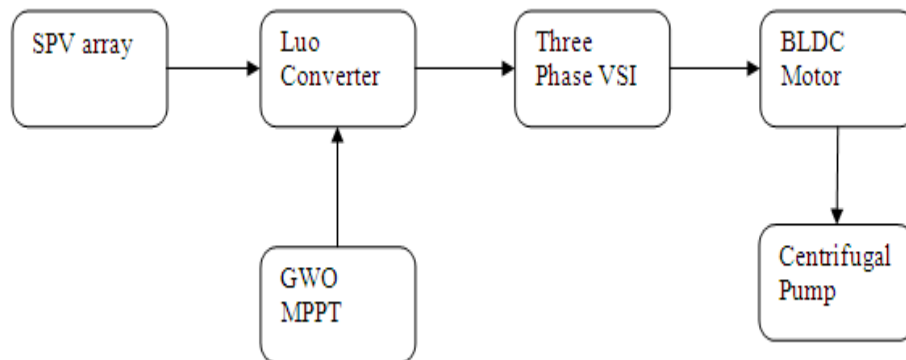 SPV array
Luo
Converter
Three
Phase VSI
BLDC
Motor
GWO
MPPT
Centrifugal
Pump